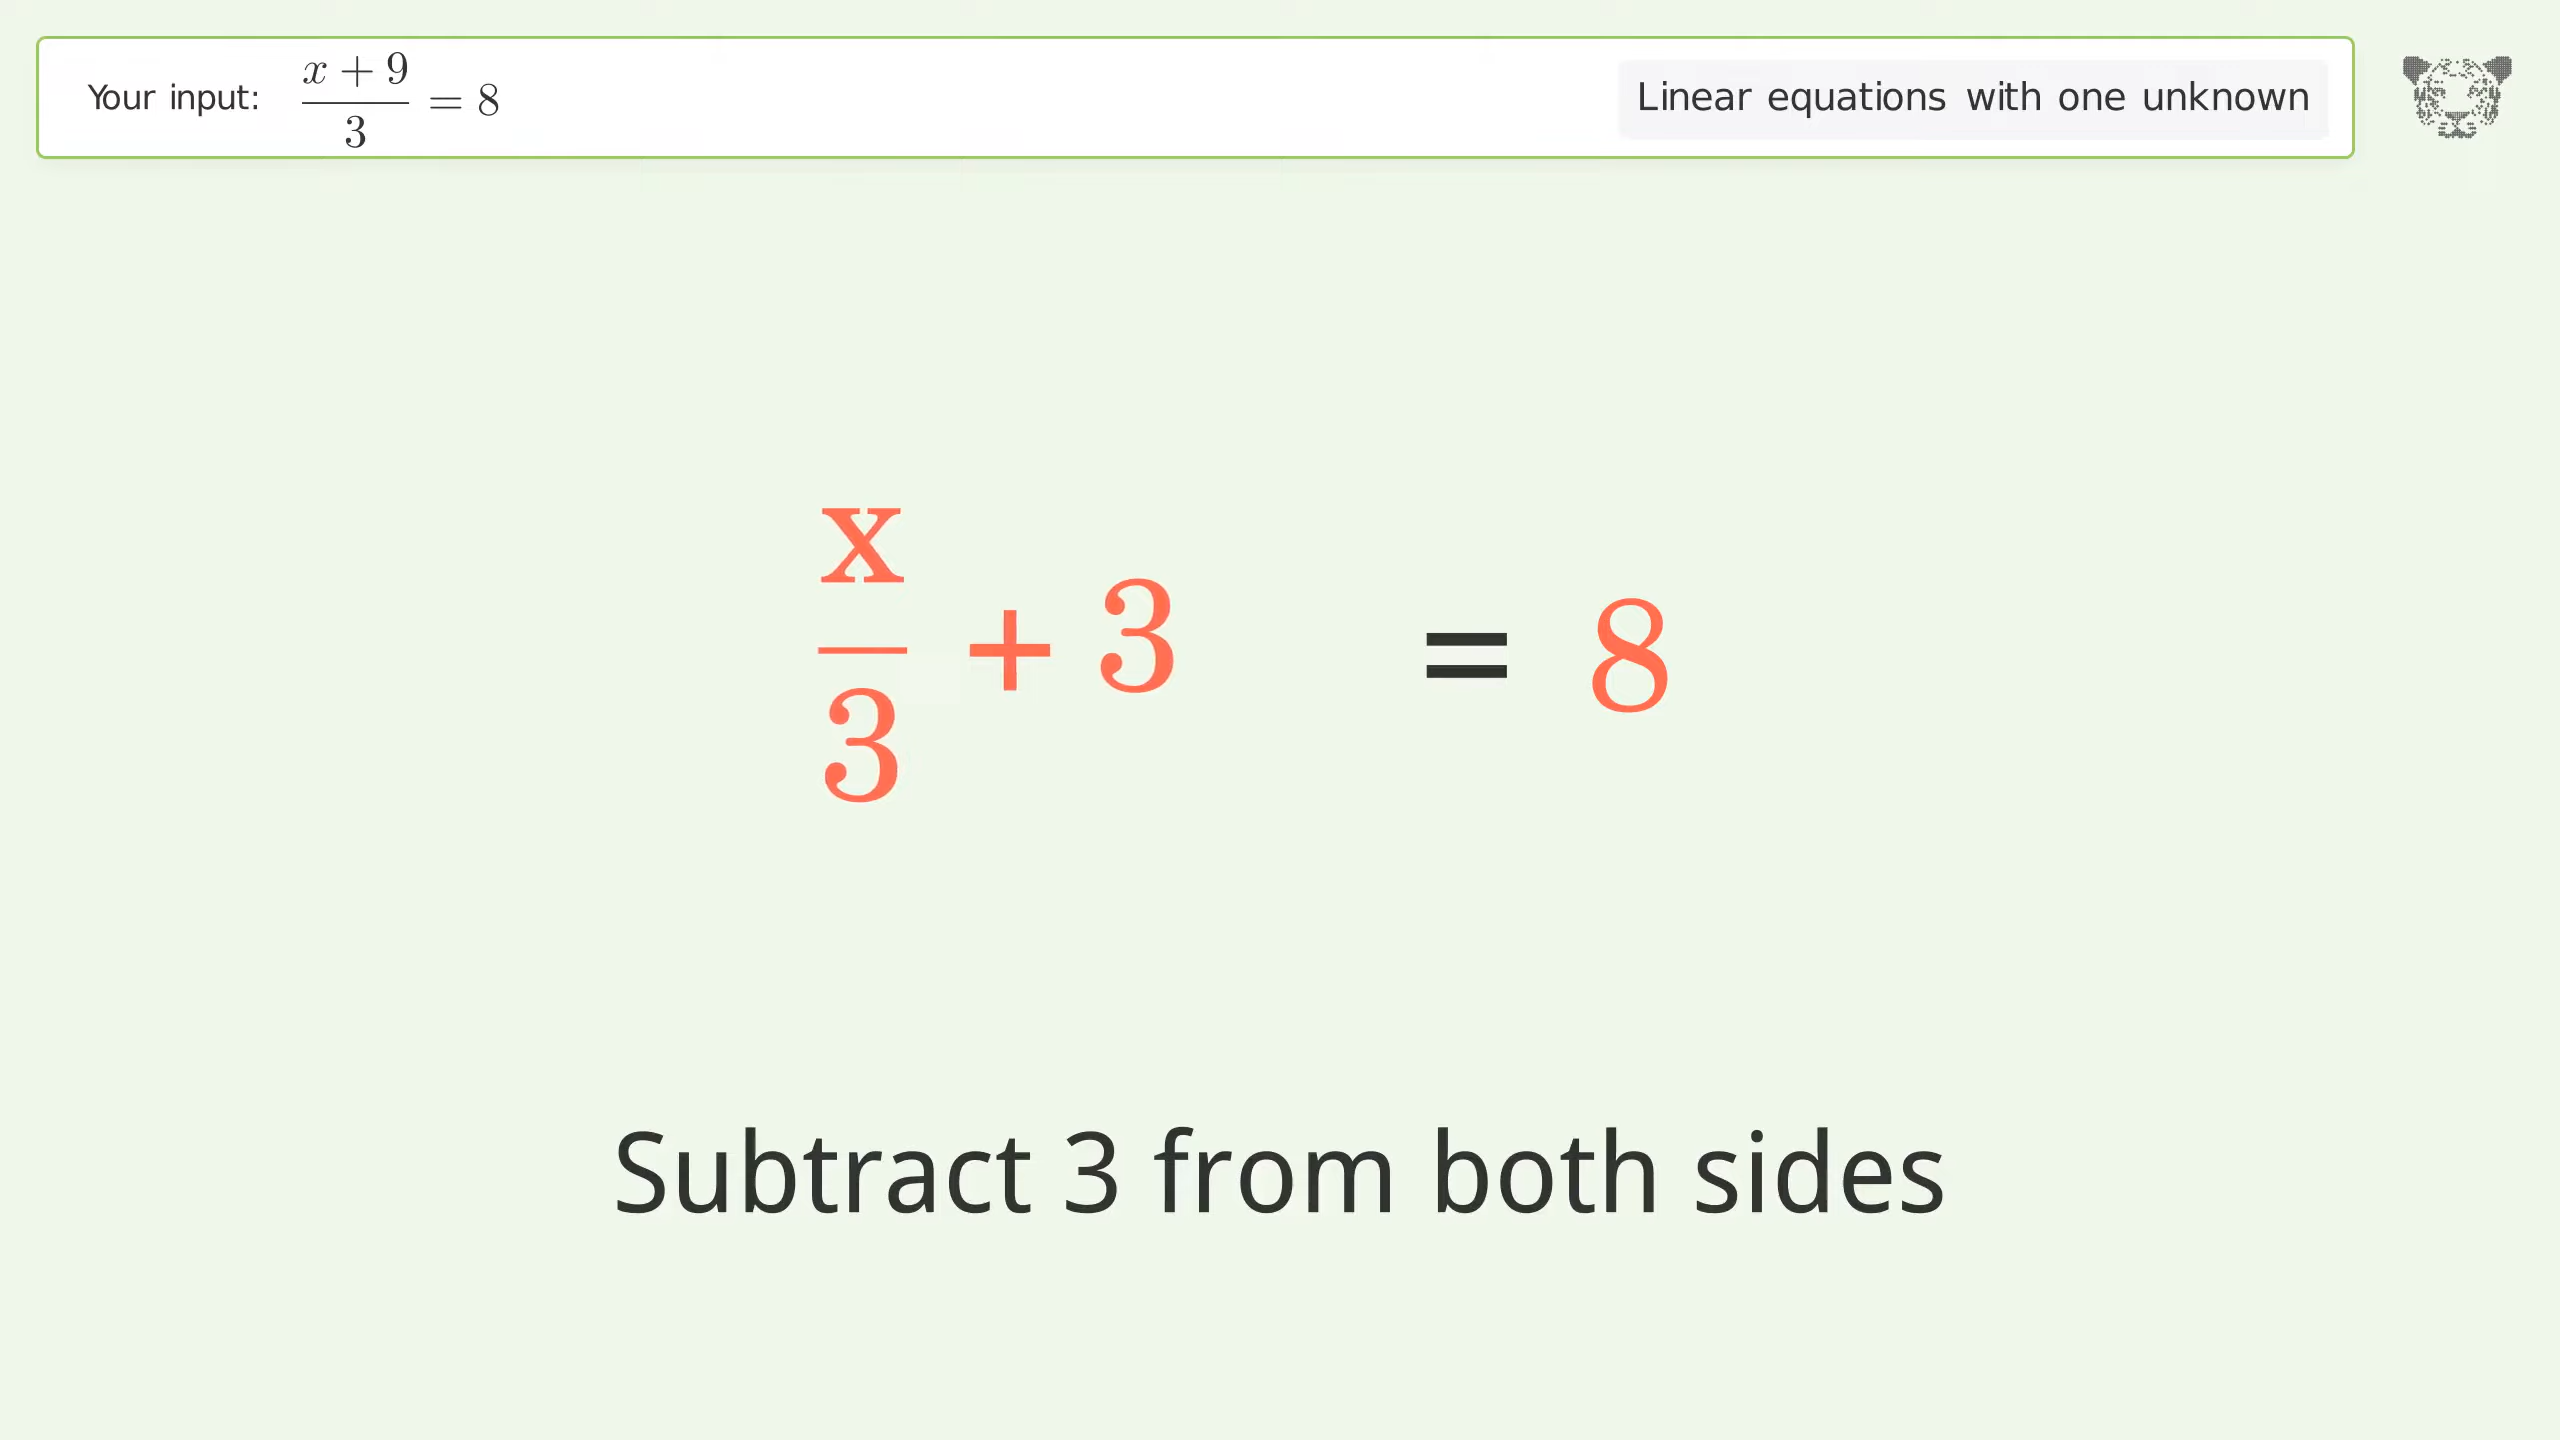 Your input: (x + 9)/3 = 8
Linear equations with one unknown
x/3 + 3 = 8
Subtract 3 from both sides